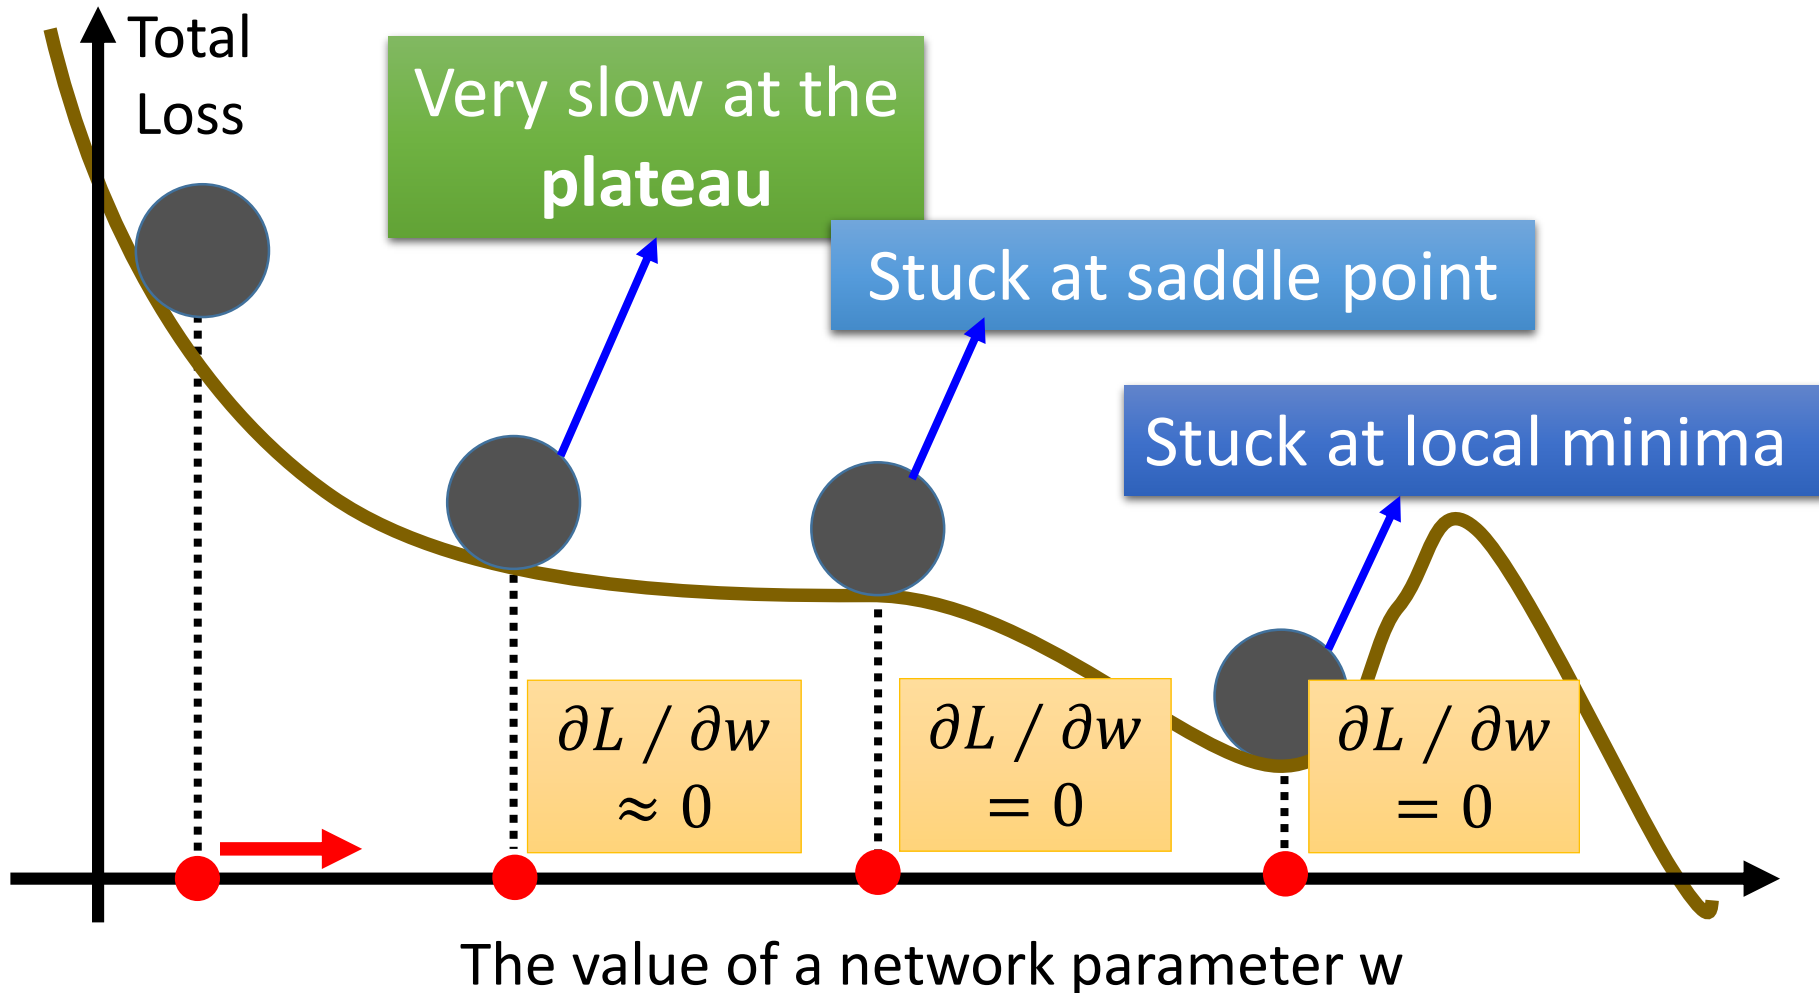 Total
Loss
Very slow at the
plateau
Stuck at saddle point
Stuck at local minima
∂L / ∂w
≈ 0
∂L / ∂w
= 0
∂L / ∂w
= 0
The value of a network parameter w